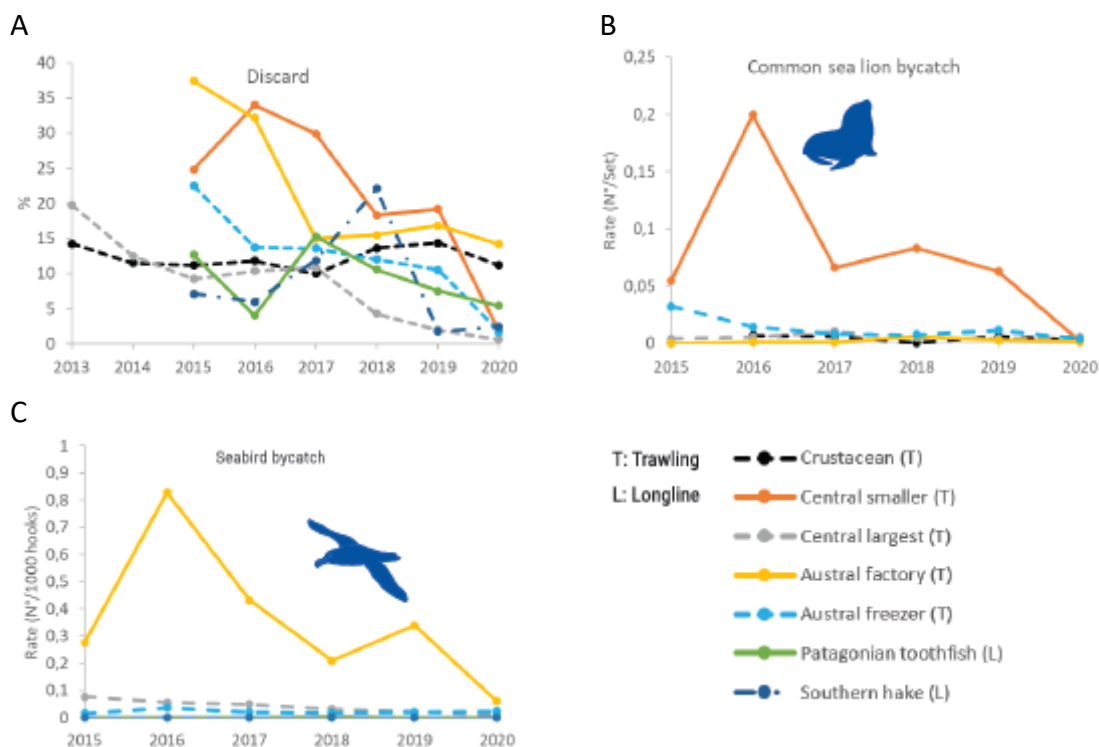 A
Discard
%
40
35
30
25
20
15
10
5
0
2013 2014 2015 2016 2017 2018 2019 2020
B
Common sea lion bycatch
Rate (N°/Set)
0,25
0,2
0,15
0,1
0,05
0
2015 2016 2017 2018 2019 2020
C
Seabird bycatch
Rate (N°/1000 hooks)
1
0,9
0,8
0,7
0,6
0,5
0,4
0,3
0,2
0,1
0
2015 2016 2017 2018 2019 2020
T: Trawling
L: Longline
Crustacean (T)
Central smaller (T)
Central largest (T)
Austral factory (T)
Austral freezer (T)
Patagonian toothfish (L)
Southern hake (L)